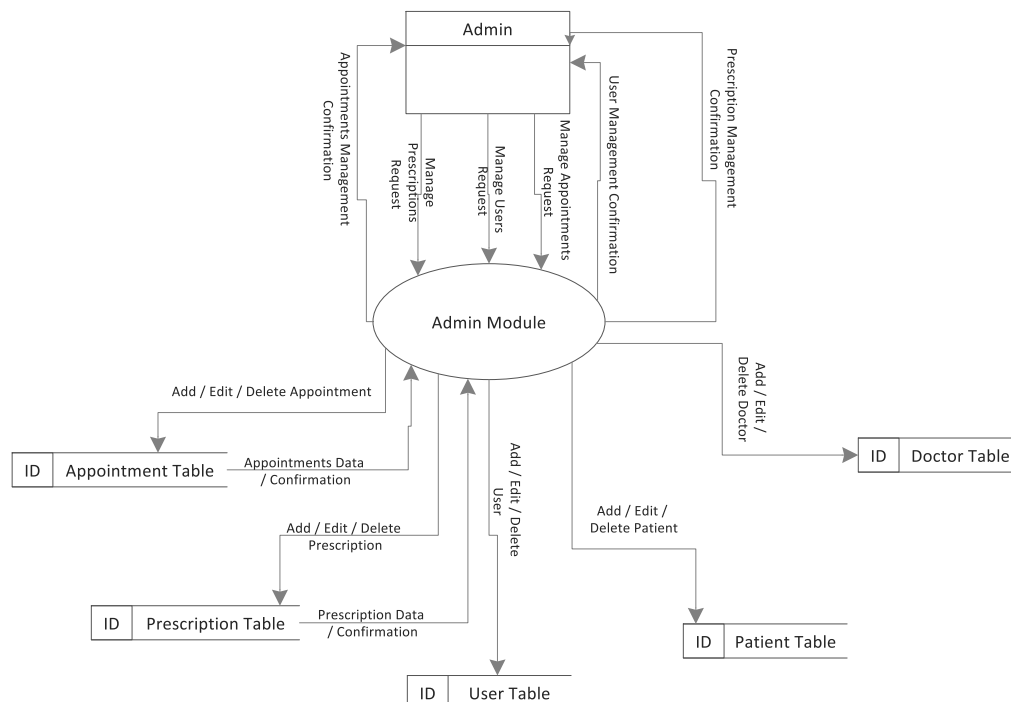 Admin
Appointments Management
Confirmation
Manage
Prescriptions
Request
Manage Users
Request
Manage Appointments
Request
User Management Confirmation
Prescription Management
Confirmation
Admin Module
Add / Edit / Delete Appointment
Add / Edit /
Delete Doctor
ID Appointment Table
Appointments Data
/ Confirmation
ID Doctor Table
Add / Edit / Delete
User
Add / Edit / Delete
Prescription
Add / Edit /
Delete Patient
ID Prescription Table
Prescription Data
/ Confirmation
ID Patient Table
ID User Table